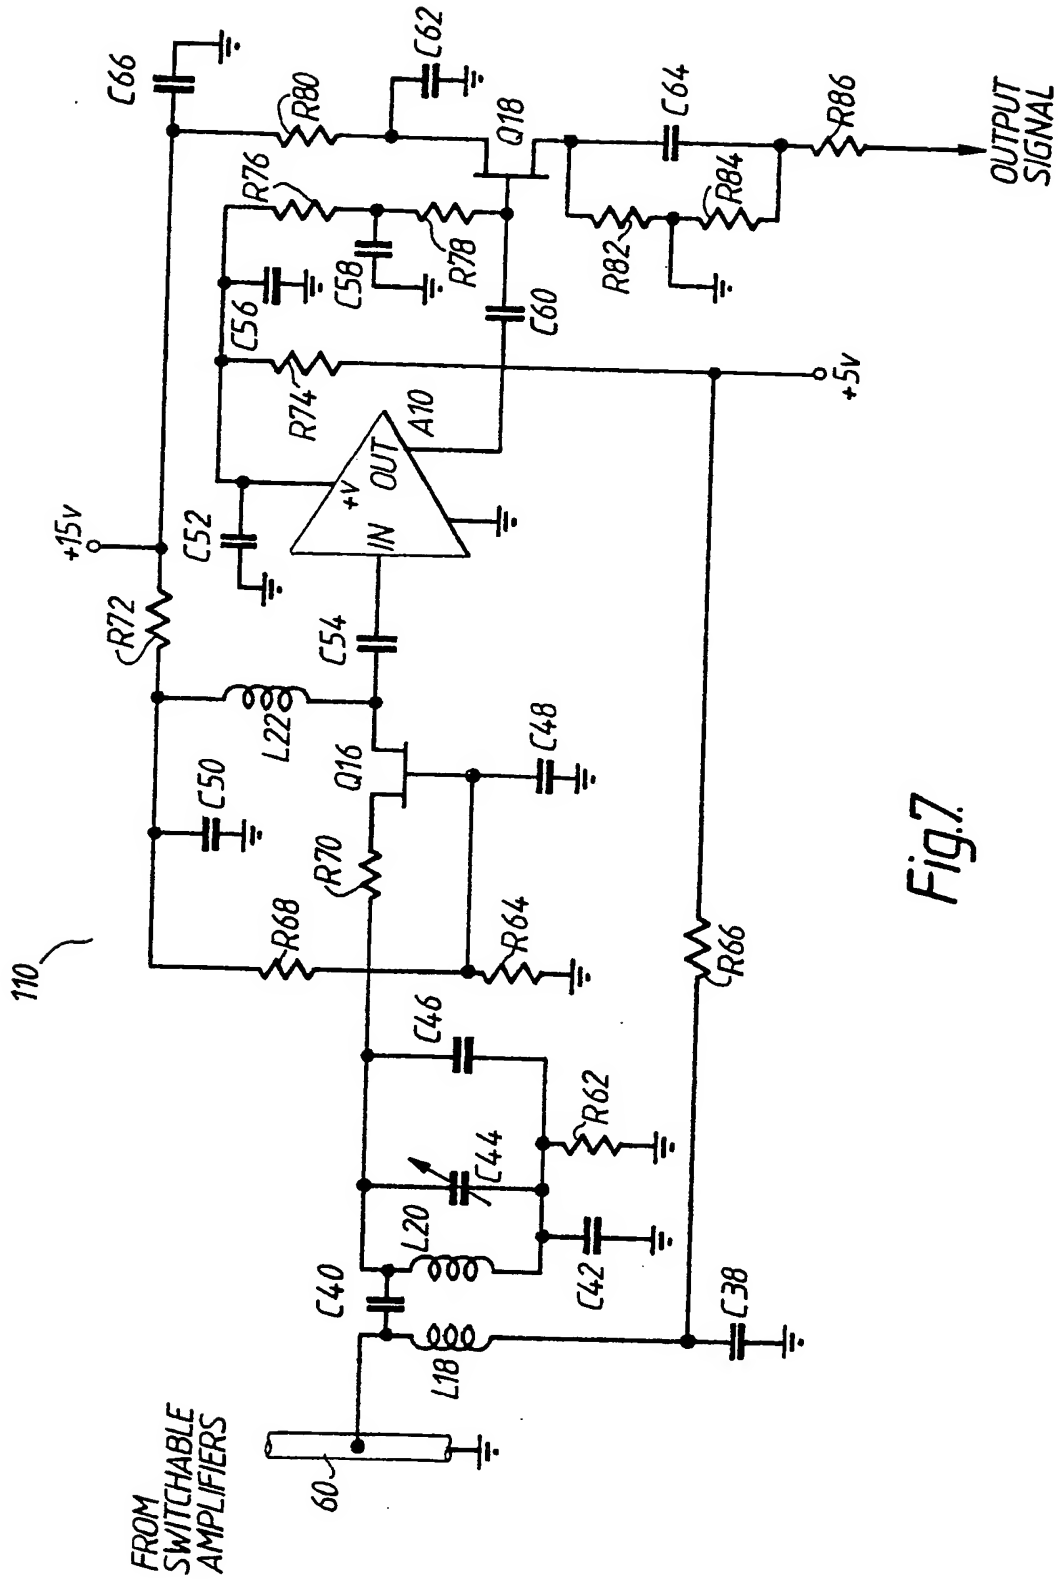 110
FROM
SWITCHABLE
AMPLIFIERS
60
L18
C38
C40
L20
C42
C44
R62
C46
R68
R64
R66
R70
Q16
C48
C50
L22
R72
+15v
C54
C52
+v
IN
OUT
A10
R74
+5v
C56
C58
R76
R78
C60
C66
R80
C62
Q18
R82
R84
C64
R86
OUTPUT
SIGNAL
Fig.7.